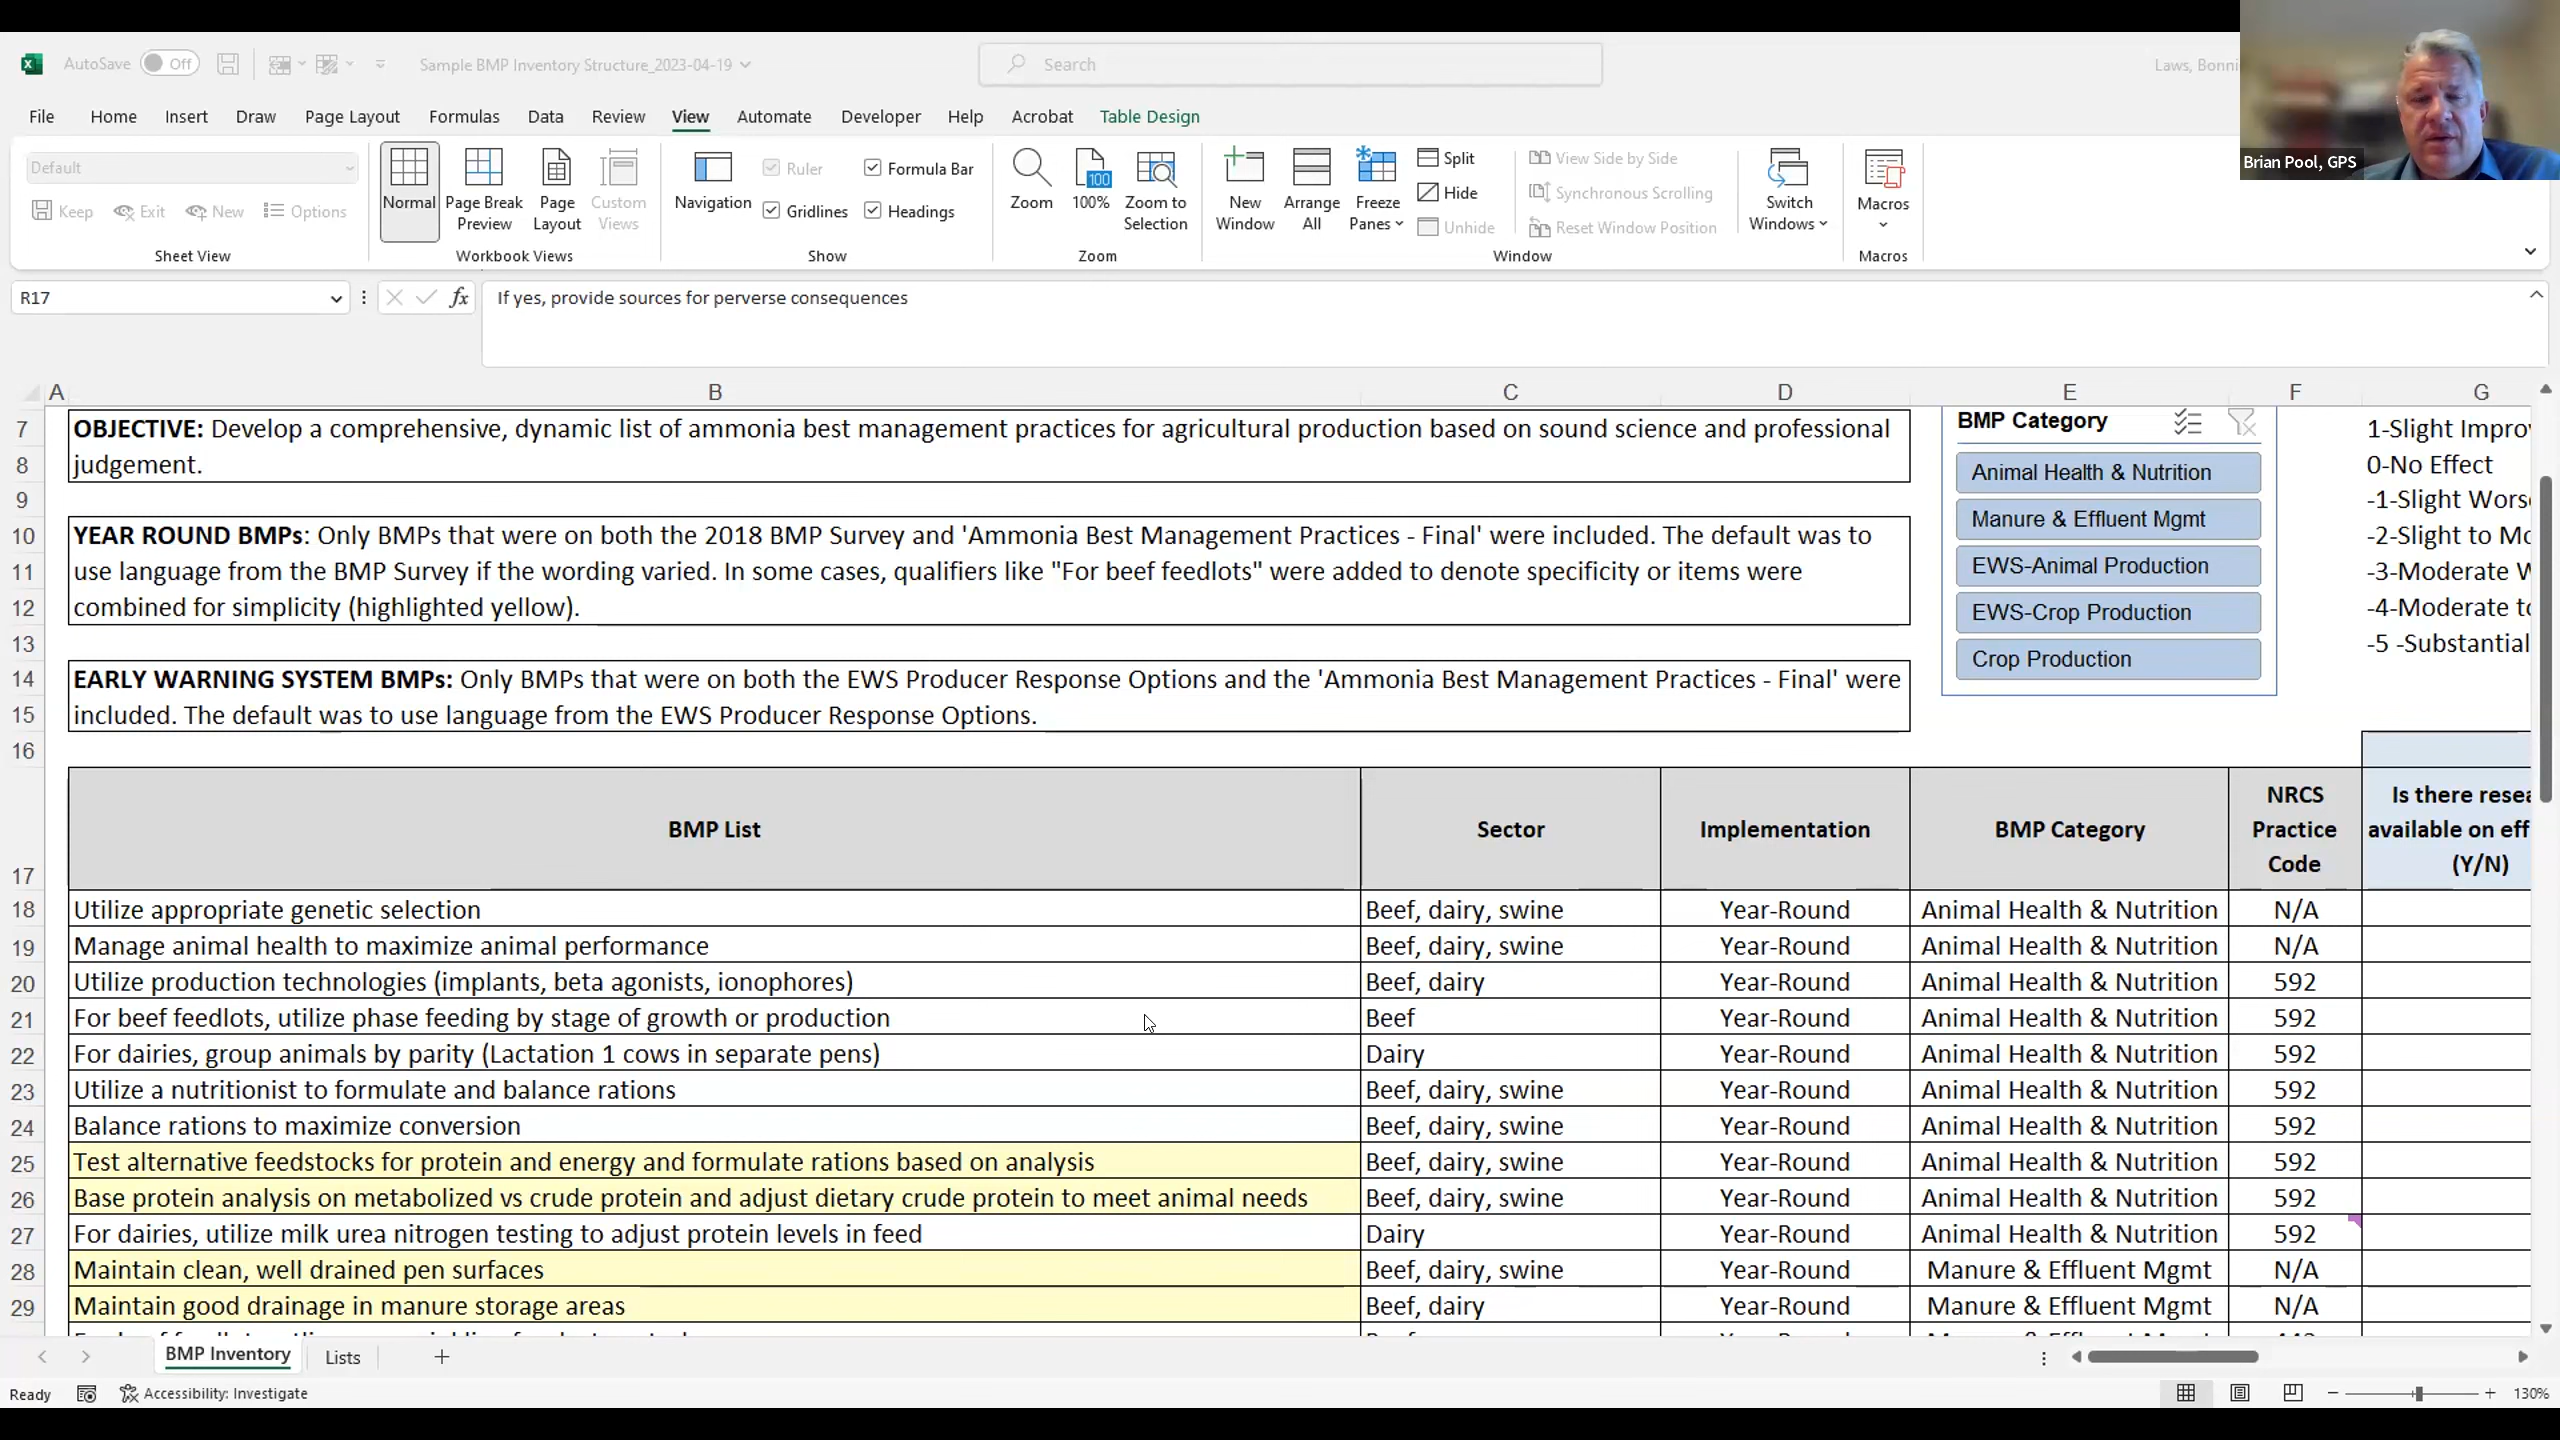 AutoSave Off Sample BMP Inventory Structure_2023-04-19 Search Laws,
Brian Pool, GPS
File Home Insert Draw Page Layout Formulas Data Review View Automate Developer Help Acrobat Table Design
Default
Keep Exit New Options
Sheet View
Normal Page Break Preview Page Layout Custom Views
Workbook Views
Navigation Ruler Formula Bar
Gridlines Headings
Show
Zoom 100% Zoom to Selection
Zoom
New Window Arrange All Freeze Panes Split Hide Unhide
View Side by Side
Synchronous Scrolling
Reset Window Position
Window
Switch Windows
Macros
Macros
R17 fx If yes, provide sources for perverse consequences
A B C D E F G
7 OBJECTIVE: Develop a comprehensive, dynamic list of ammonia best management practices for agricultural production based on sound science and professional
8 judgement.
9
10 YEAR ROUND BMPs: Only BMPs that were on both the 2018 BMP Survey and 'Ammonia Best Management Practices - Final' were included. The default was to
11 use language from the BMP Survey if the wording varied. In some cases, qualifiers like "For beef feedlots" were added to denote specificity or items were
12 combined for simplicity (highlighted yellow).
13
14 EARLY WARNING SYSTEM BMPs: Only BMPs that were on both the EWS Producer Response Options and the 'Ammonia Best Management Practices - Final' were
15 included. The default was to use language from the EWS Producer Response Options.
16
BMP Category
Animal Health & Nutrition
Manure & Effluent Mgmt
EWS-Animal Production
EWS-Crop Production
Crop Production
1-Slight
0-No Effect
-1-Slight
-2-Slight to
-3-Moderate
-4-Moderate
-5 -Substantial
17 BMP List Sector Implementation BMP Category NRCS Practice Code Is there available on (Y/N)
18 Utilize appropriate genetic selection Beef, dairy, swine Year-Round Animal Health & Nutrition N/A
19 Manage animal health to maximize animal performance Beef, dairy, swine Year-Round Animal Health & Nutrition N/A
20 Utilize production technologies (implants, beta agonists, ionophores) Beef, dairy Year-Round Animal Health & Nutrition 592
21 For beef feedlots, utilize phase feeding by stage of growth or production Beef Year-Round Animal Health & Nutrition 592
22 For dairies, group animals by parity (Lactation 1 cows in separate pens) Dairy Year-Round Animal Health & Nutrition 592
23 Utilize a nutritionist to formulate and balance rations Beef, dairy, swine Year-Round Animal Health & Nutrition 592
24 Balance rations to maximize conversion Beef, dairy, swine Year-Round Animal Health & Nutrition 592
25 Test alternative feedstocks for protein and energy and formulate rations based on analysis Beef, dairy, swine Year-Round Animal Health & Nutrition 592
26 Base protein analysis on metabolized vs crude protein and adjust dietary crude protein to meet animal needs Beef, dairy, swine Year-Round Animal Health & Nutrition 592
27 For dairies, utilize milk urea nitrogen testing to adjust protein levels in feed Dairy Year-Round Animal Health & Nutrition 592
28 Maintain clean, well drained pen surfaces Beef, dairy, swine Year-Round Manure & Effluent Mgmt N/A
29 Maintain good drainage in manure storage areas Beef, dairy Year-Round Manure & Effluent Mgmt N/A
BMP Inventory Lists
Ready Accessibility: Investigate 130%